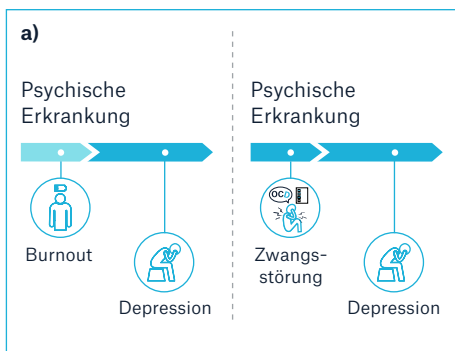 a)
Psychische
Erkrankung
Burnout
Depression
Psychische
Erkrankung
OCD
Zwangs-
störung
Depression